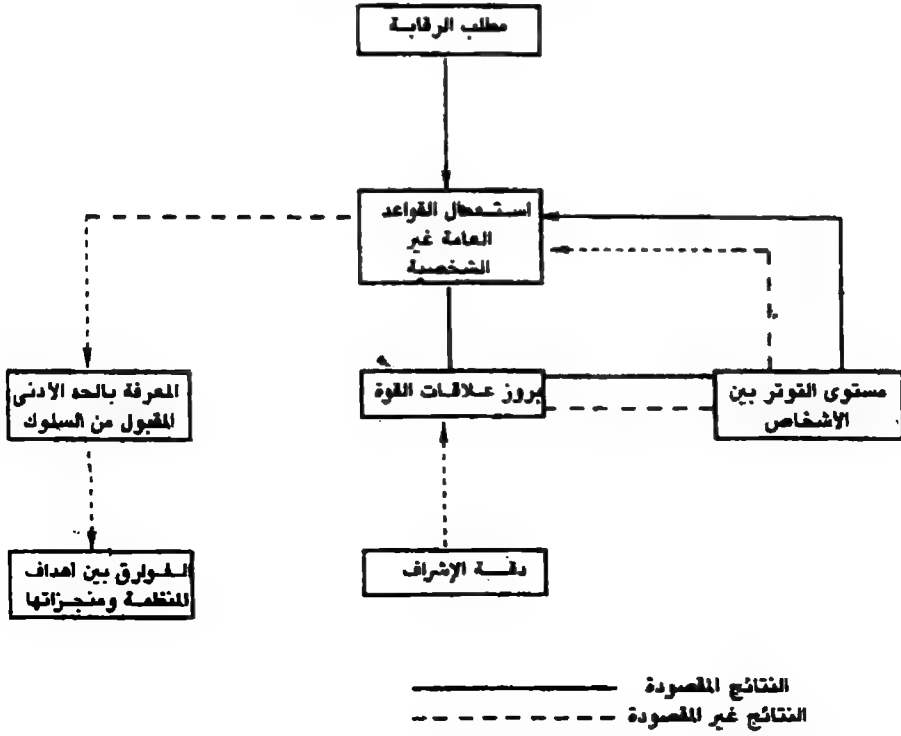 مطلب الرقابة
استعمال القواعد
العامة غير
الشخصية
مستوى التوتر بين
الأشخاص
بروز علاقات القوة
المعرفة بالحد الأدنى
المقبول من السلوك
دقة الإشراف
الفوارق بين أهداف
المنظمة ومنجزاتها
النتائج المقصودة
النتائج غير المقصودة